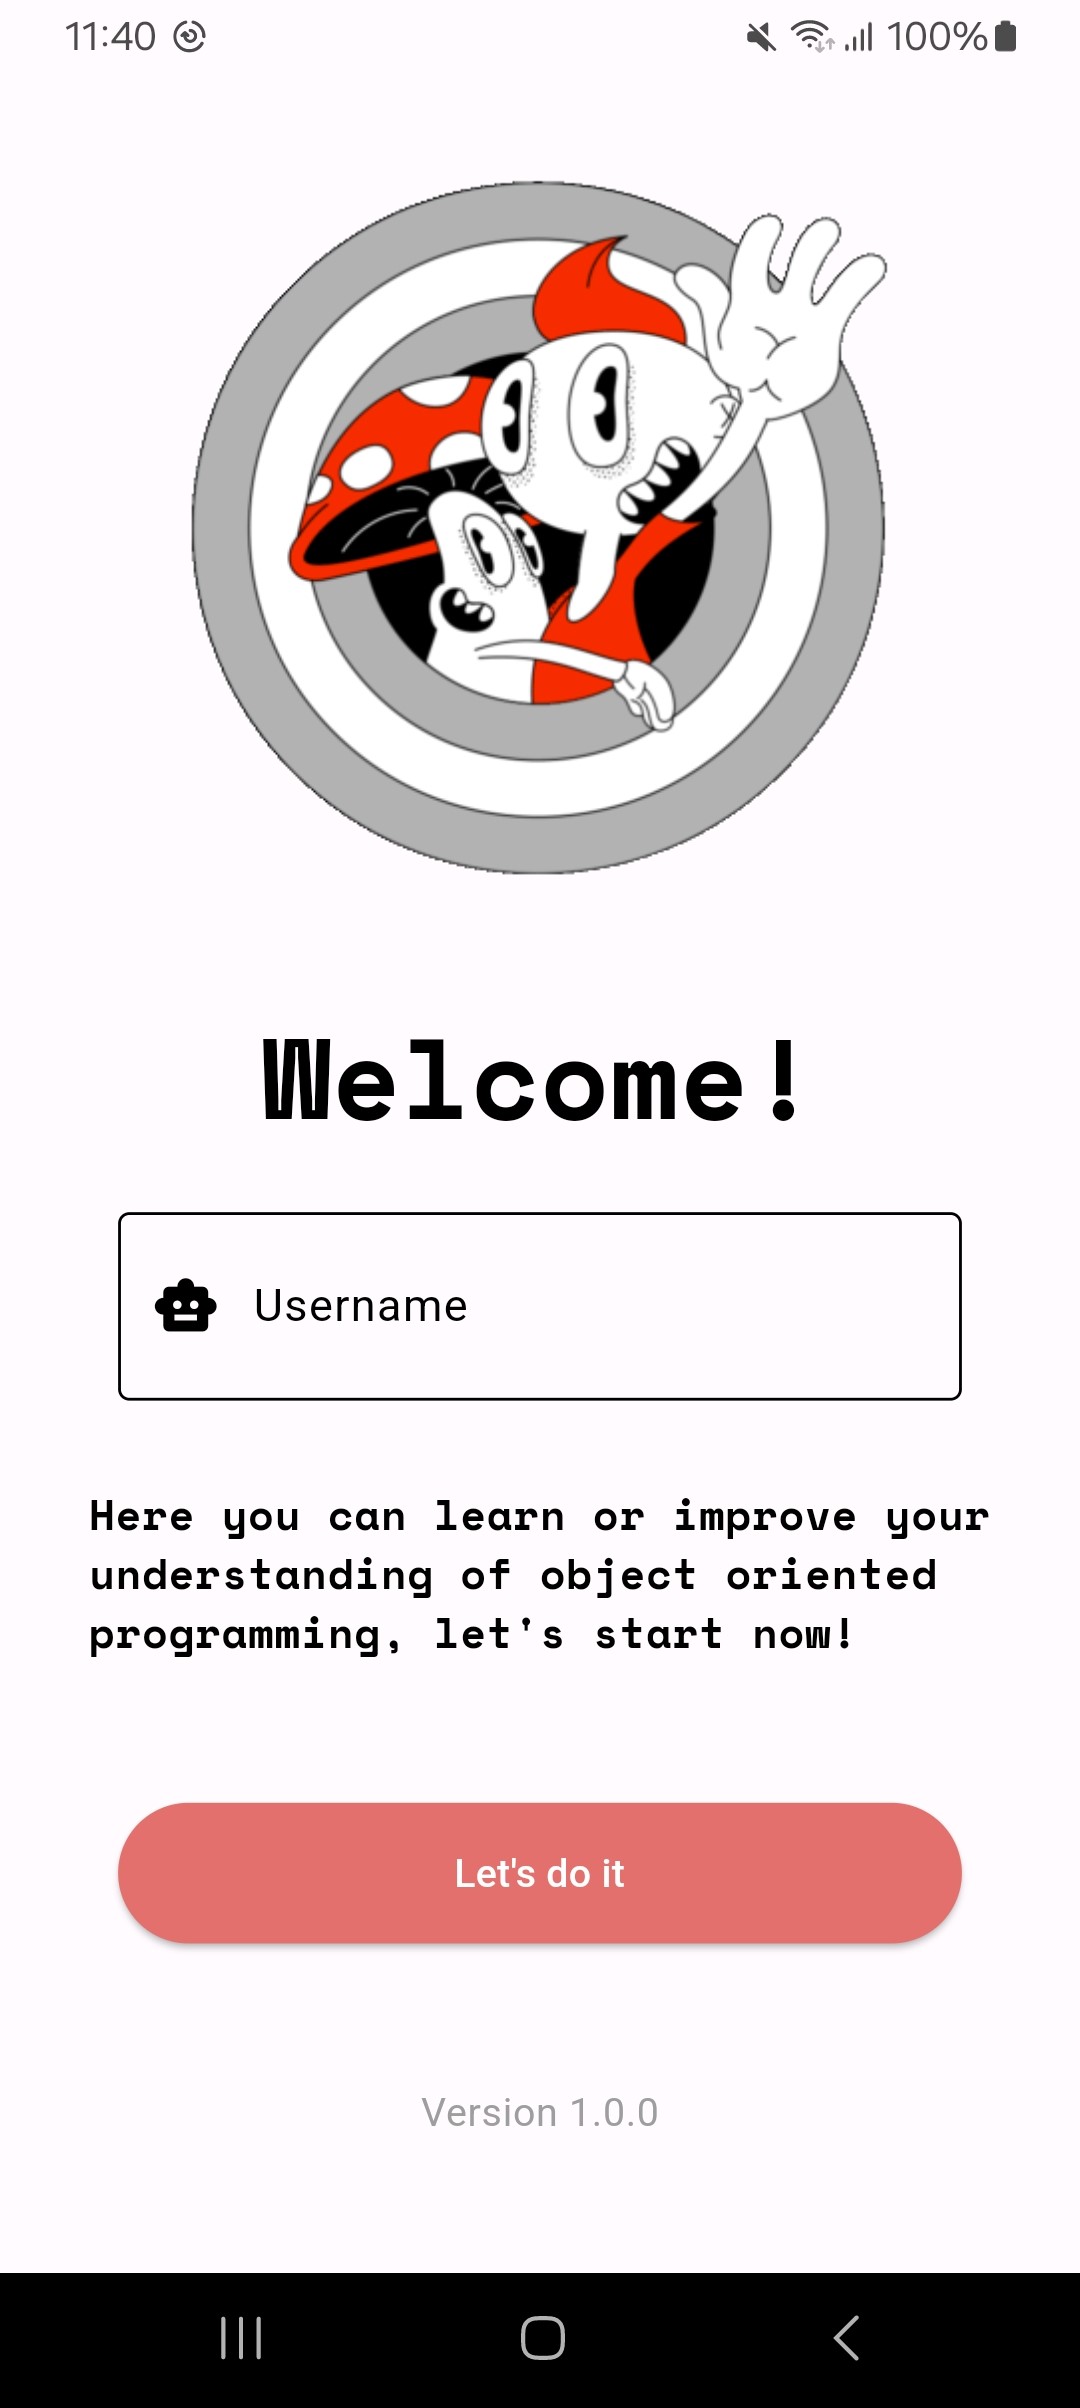 11:40 100%
Welcome!
Username
Here you can learn or improve your
understanding of object oriented
programming, let's start now!
Let's do it
Version 1.0.0